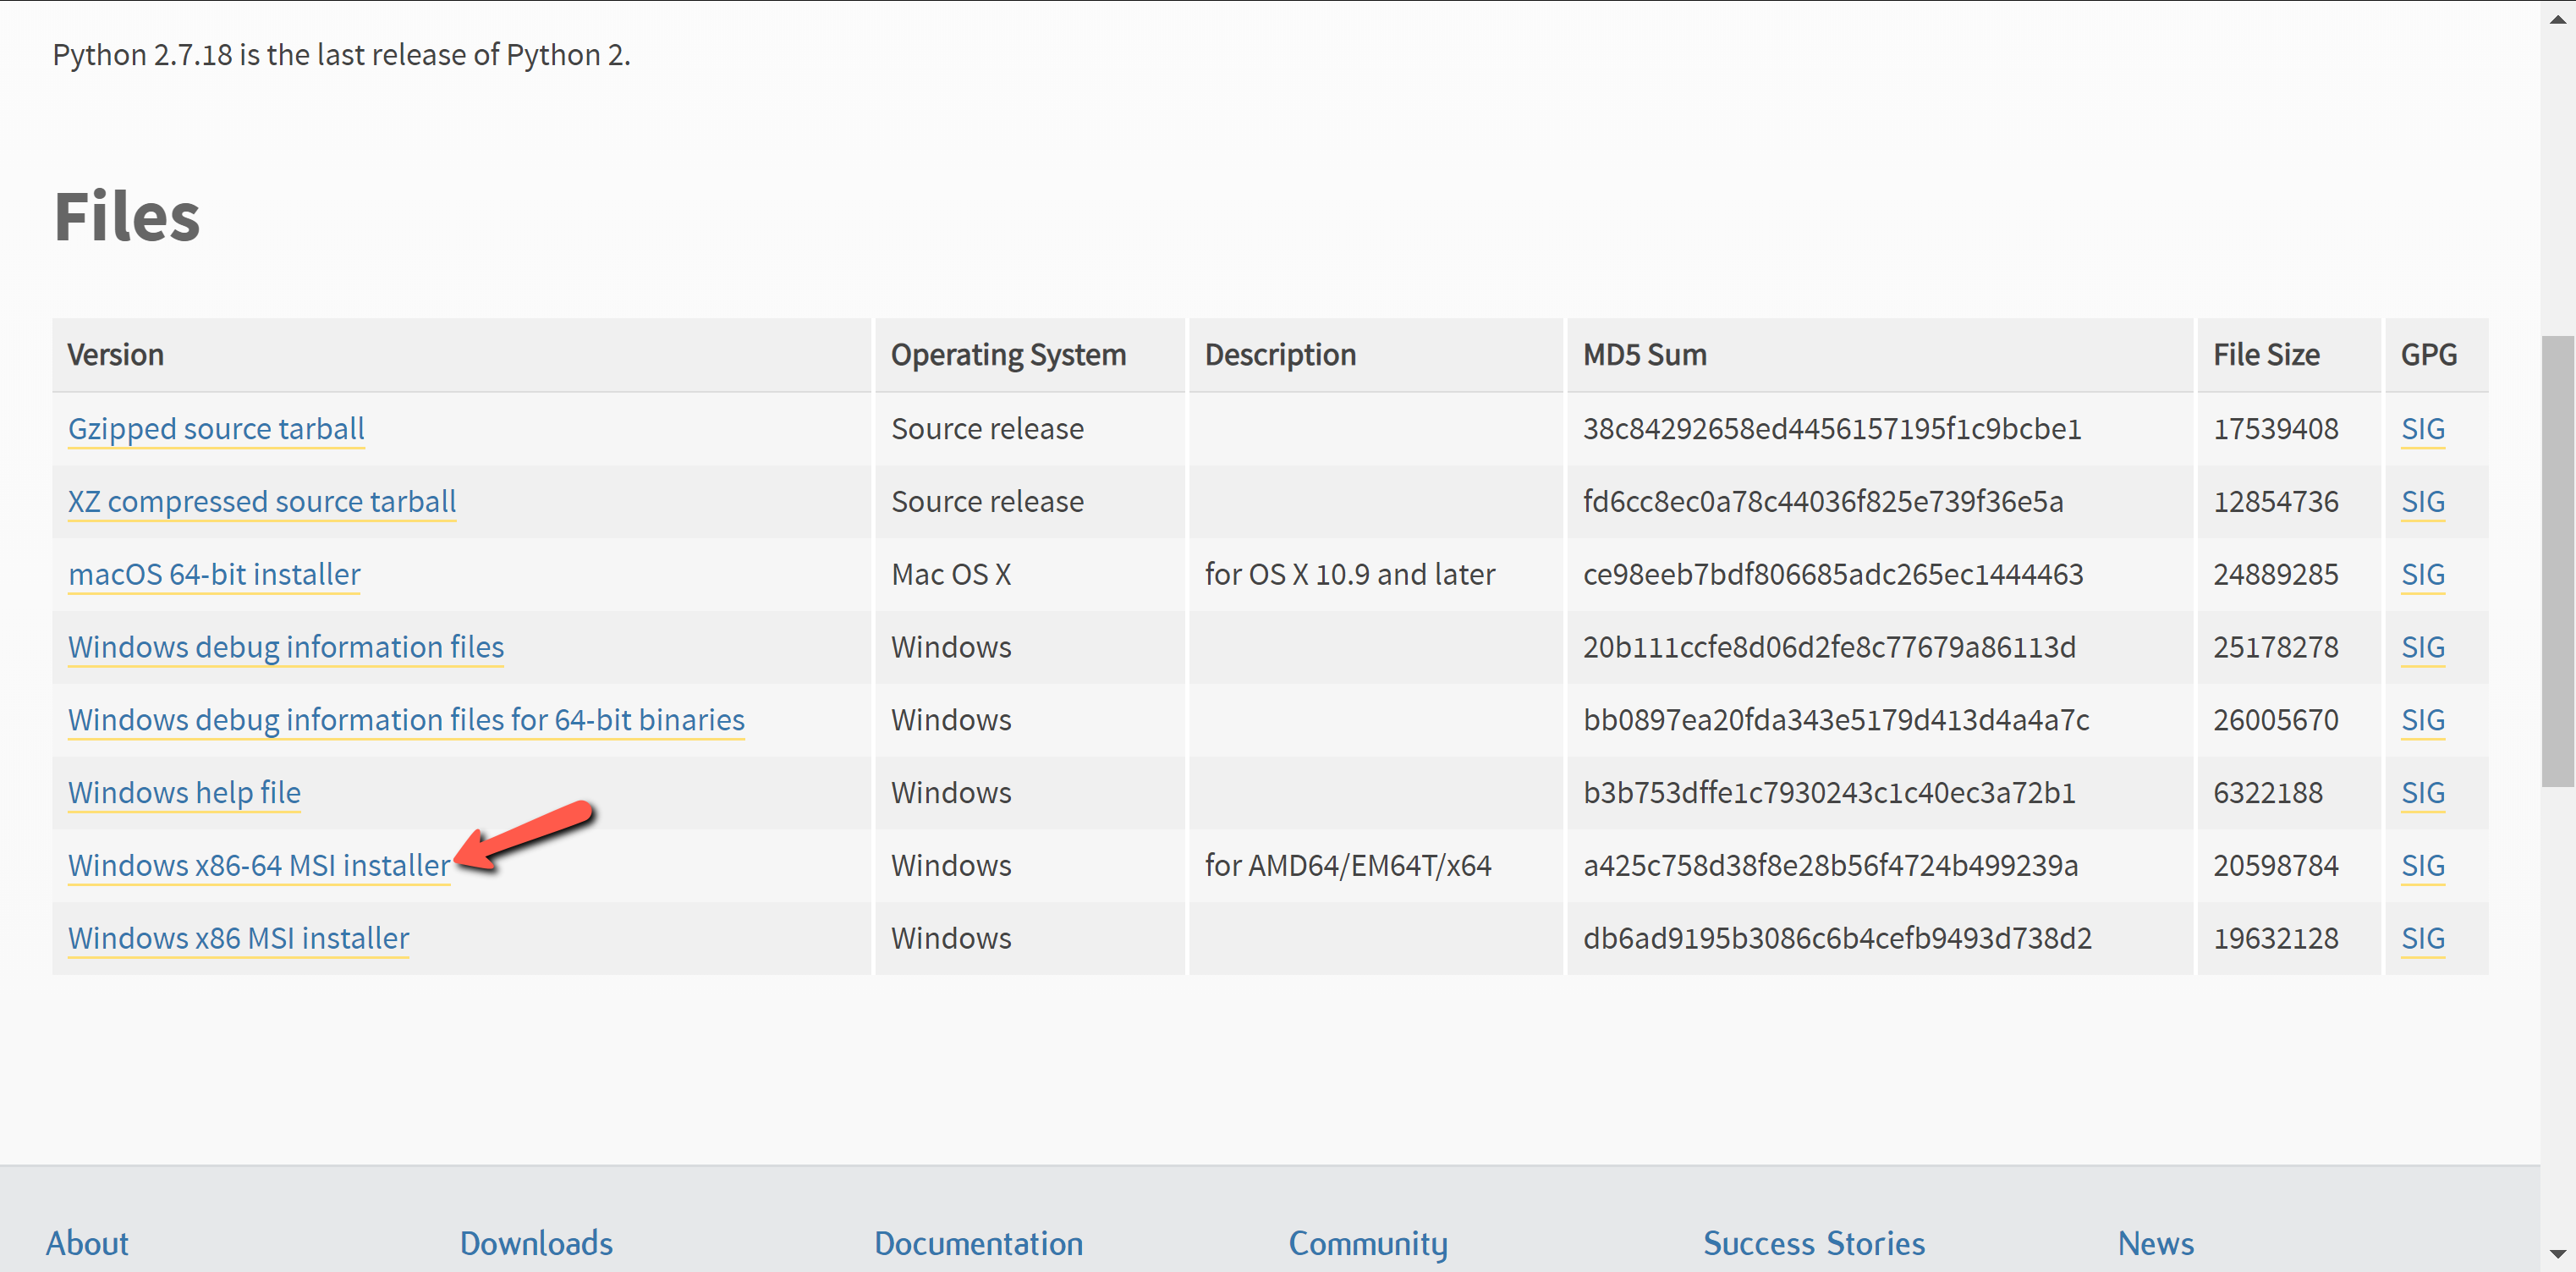 Python 2.7.18 is the last release of Python 2.
Files
Version Operating System Description MD5 Sum File Size GPG
Gzipped source tarball Source release 38c84292658ed4456157195f1c9bcbe1 17539408 SIG
XZ compressed source tarball Source release fd6cc8ec0a78c44036f825e739f36e5a 12854736 SIG
macOS 64-bit installer Mac OS X for OS X 10.9 and later ce98eeb7bdf806685adc265ec1444463 24889285 SIG
Windows debug information files Windows 20b111ccfe8d06d2fe8c77679a86113d 25178278 SIG
Windows debug information files for 64-bit binaries Windows bb0897ea20fda343e5179d413d4a4a7c 26005670 SIG
Windows help file Windows b3b753dffe1c7930243c1c40ec3a72b1 6322188 SIG
Windows x86-64 MSI installer Windows for AMD64/EM64T/x64 a425c758d38f8e28b56f4724b499239a 20598784 SIG
Windows x86 MSI installer Windows db6ad9195b3086c6b4cefb9493d738d2 19632128 SIG
About Downloads Documentation Community Success Stories News